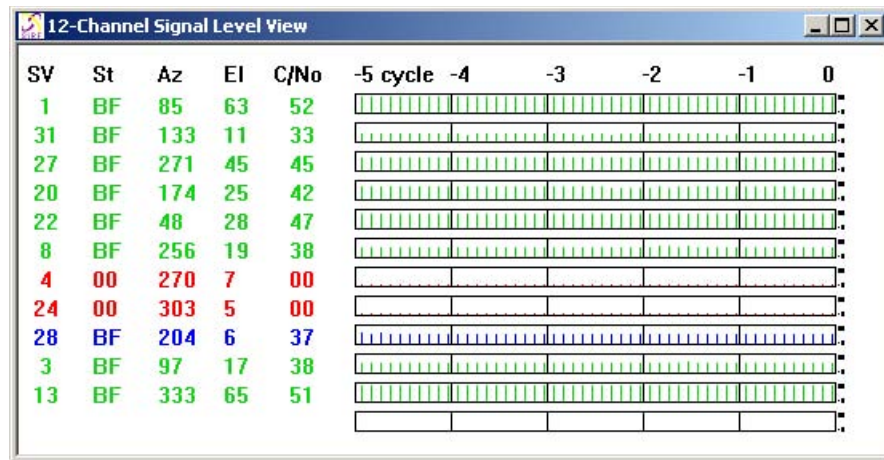 12-Channel Signal Level View
SV St Az El C/No -5 cycle -4 -3 -2 -1 0
1 BF 85 63 52
31 BF 133 11 33
27 BF 271 45 45
20 BF 174 25 42
22 BF 48 28 47
8 BF 256 19 38
4 00 270 7 00
24 00 303 5 00
28 BF 204 6 37
3 BF 97 17 38
13 BF 333 65 51